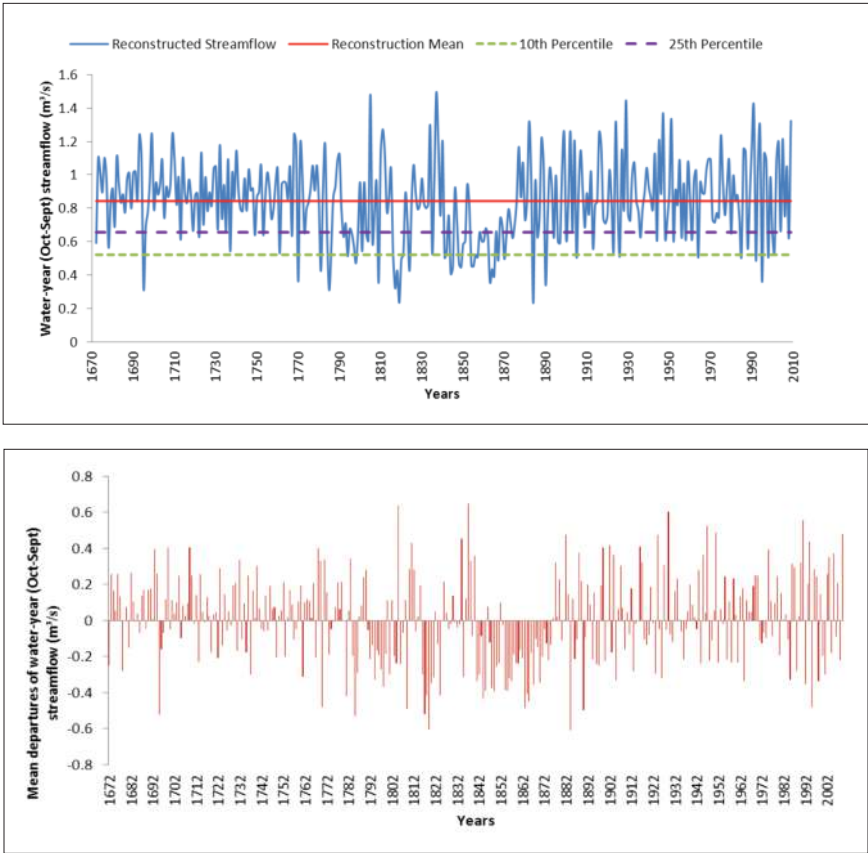 Reconstructed Streamflow Reconstruction Mean 10th Percentile 25th Percentile
Water-year (Oct-Sept) streamflow (m³/s)
1.6
1.4
1.2
1
0.8
0.6
0.4
0.2
0
1670 1690 1710 1730 1750 1770 1790 1810 1830 1850 1870 1890 1910 1930 1950 1970 1990 2010
Years
Mean departures of water-year (Oct-Sept)
streamflow (m³/s)
0.8
0.6
0.4
0.2
0
-0.2
-0.4
-0.6
-0.8
1672 1682 1692 1702 1712 1722 1732 1742 1752 1762 1772 1782 1792 1802 1812 1822 1832 1842 1852 1862 1872 1882 1892 1902 1912 1922 1932 1942 1952 1962 1972 1982 1992 2002
Years